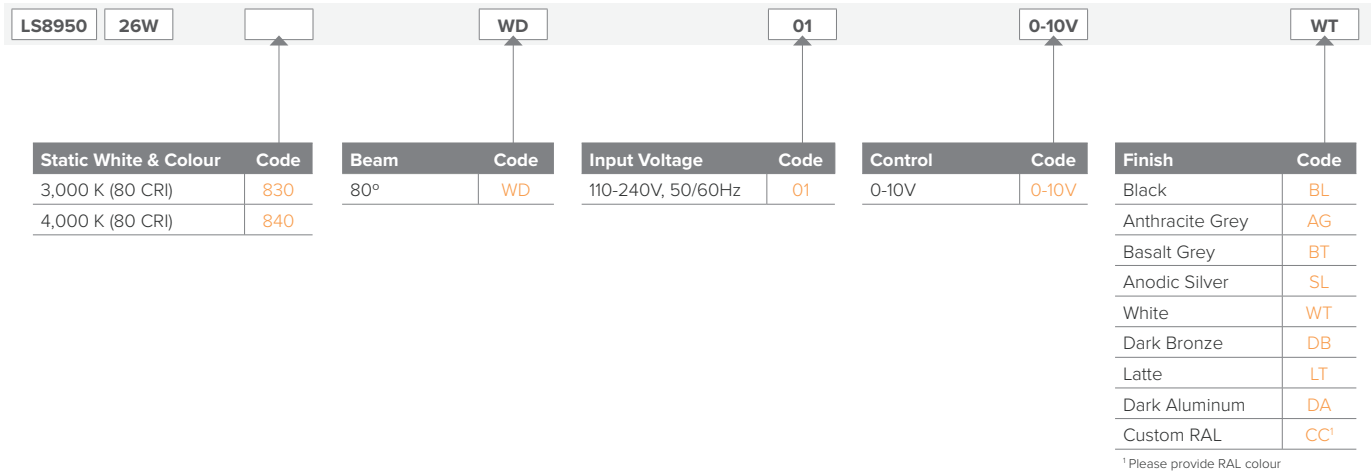 LS8950 26W WD 01 0-10V WT
Static White & Colour Code
3,000 K (80 CRI) 830
4,000 K (80 CRI) 840
Beam Code
80º WD
Input Voltage Code
110-240V, 50/60Hz 01
Control Code
0-10V 0-10V
Finish Code
Black BL
Anthracite Grey AG
Basalt Grey BT
Anodic Silver SL
White WT
Dark Bronze DB
Latte LT
Dark Aluminum DA
Custom RAL CC¹
¹ Please provide RAL colour